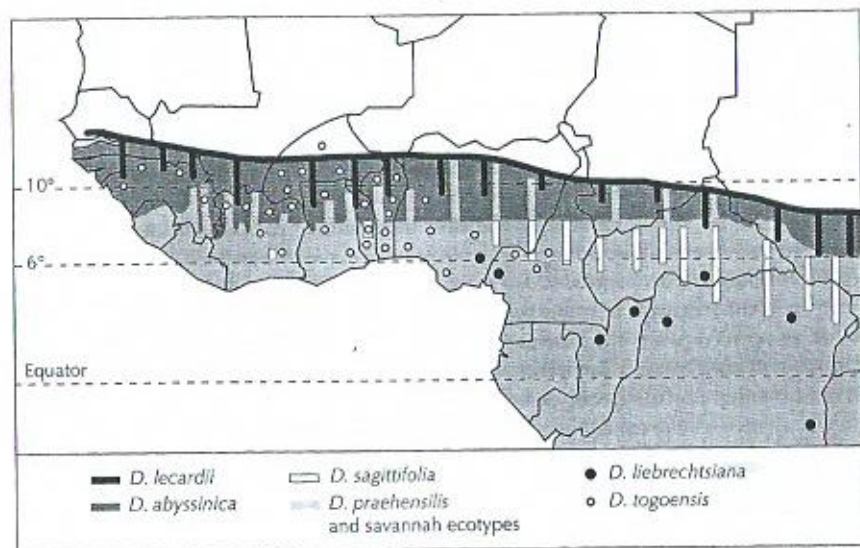 10°
6°
Equator
D. lecardii
D. abyssinica
D. sagittifolia
D. praehensilis
and savannah ecotypes
D. liebrechtsiana
D. togoensis